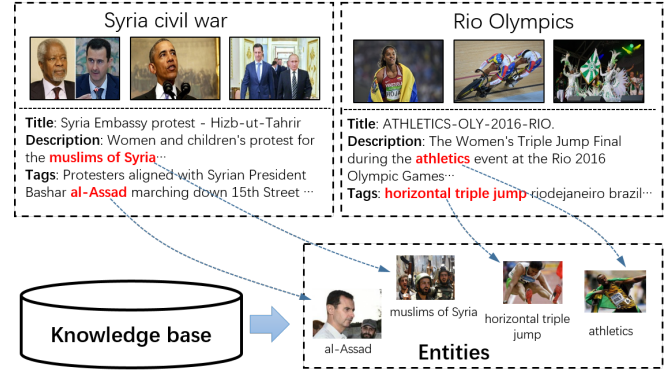 Syria civil war
Title: Syria Embassy protest - Hizb-ut-Tahrir
Description: Women and children's protest for
the muslims of Syria···
Tags: Protesters aligned with Syrian President
Bashar al-Assad marching down 15th Street ···
Rio Olympics
Title: ATHLETICS-OLY-2016-RIO.
Description: The Women's Triple Jump Final
during the athletics event at the Rio 2016
Olympic Games···
Tags: horizontal triple jump riodejaneiro brazil···
Knowledge base
al-Assad
muslims of Syria
horizontal triple
jump
athletics
Entities